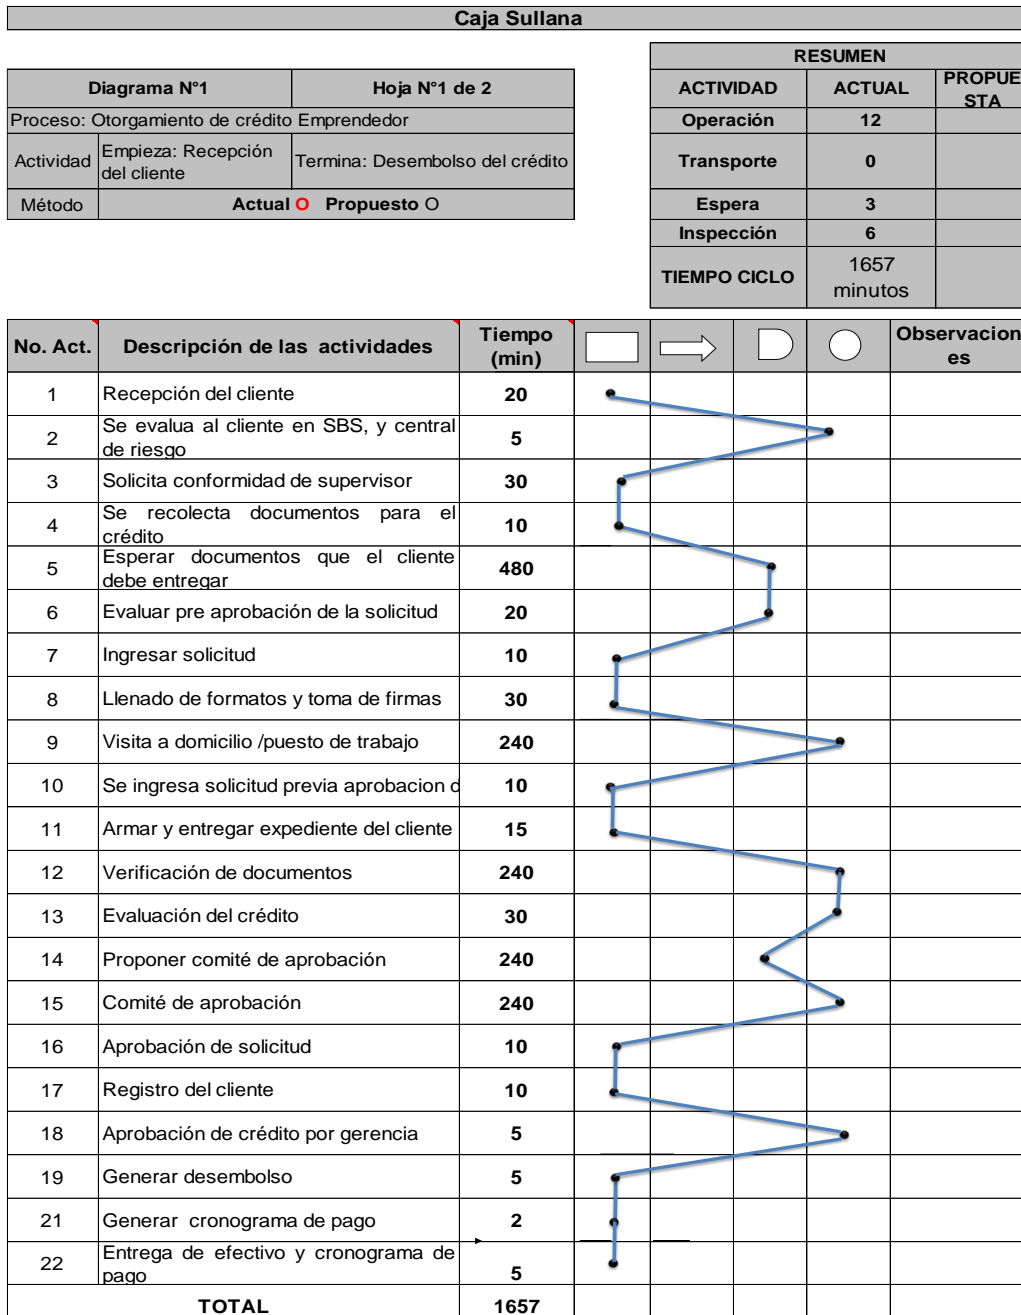 Caja Sullana
RESUMEN
Diagrama N°1 Hoja N°1 de 2
ACTIVIDAD ACTUAL PROPUE
STA
Proceso: Otorgamiento de crédito Emprendedor
Operación 12
Actividad Empieza: Recepción
del cliente Termina: Desembolso del crédito
Transporte 0
Método Actual O Propuesto O
Espera 3
Inspección 6
TIEMPO CICLO 1657
minutos
No. Act. Descripción de las actividades Tiempo
(min) Observacion
es
1 Recepción del cliente 20
2 Se evalua al cliente en SBS, y central
de riesgo 5
3 Solicita conformidad de supervisor 30
4 Se recolecta documentos para el
crédito 10
5 Esperar documentos que el cliente
debe entregar 480
6 Evaluar pre aprobación de la solicitud 20
7 Ingresar solicitud 10
8 Llenado de formatos y toma de firmas 30
9 Visita a domicilio /puesto de trabajo 240
10 Se ingresa solicitud previa aprobacion d 10
11 Armar y entregar expediente del cliente 15
12 Verificación de documentos 240
13 Evaluación del crédito 30
14 Proponer comité de aprobación 240
15 Comité de aprobación 240
16 Aprobación de solicitud 10
17 Registro del cliente 10
18 Aprobación de crédito por gerencia 5
19 Generar desembolso 5
21 Generar cronograma de pago 2
22 Entrega de efectivo y cronograma de
pago 5
TOTAL 1657